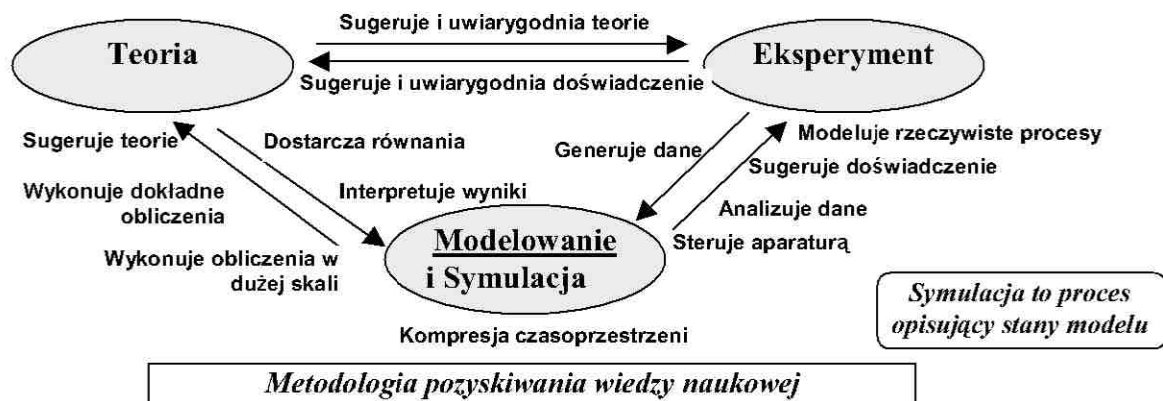 Sugeruje i uwiarygodnia teorie
Teoria
Eksperyment
Sugeruje i uwiarygodnia doświadczenie
Sugeruje teorie
Dostarcza równania
Generuje dane
Modeluje rzeczywiste procesy
Sugeruje doświadczenie
Wykonuje dokładne
obliczenia
Interpretuje wyniki
Analizuje dane
Steruje aparaturą
Wykonuje obliczenia w
dużej skali
Modelowanie
i Symulacja
Symulacja to proces
opisujący stany modelu
Kompresja czasoprzestrzeni
Metodologia pozyskiwania wiedzy naukowej